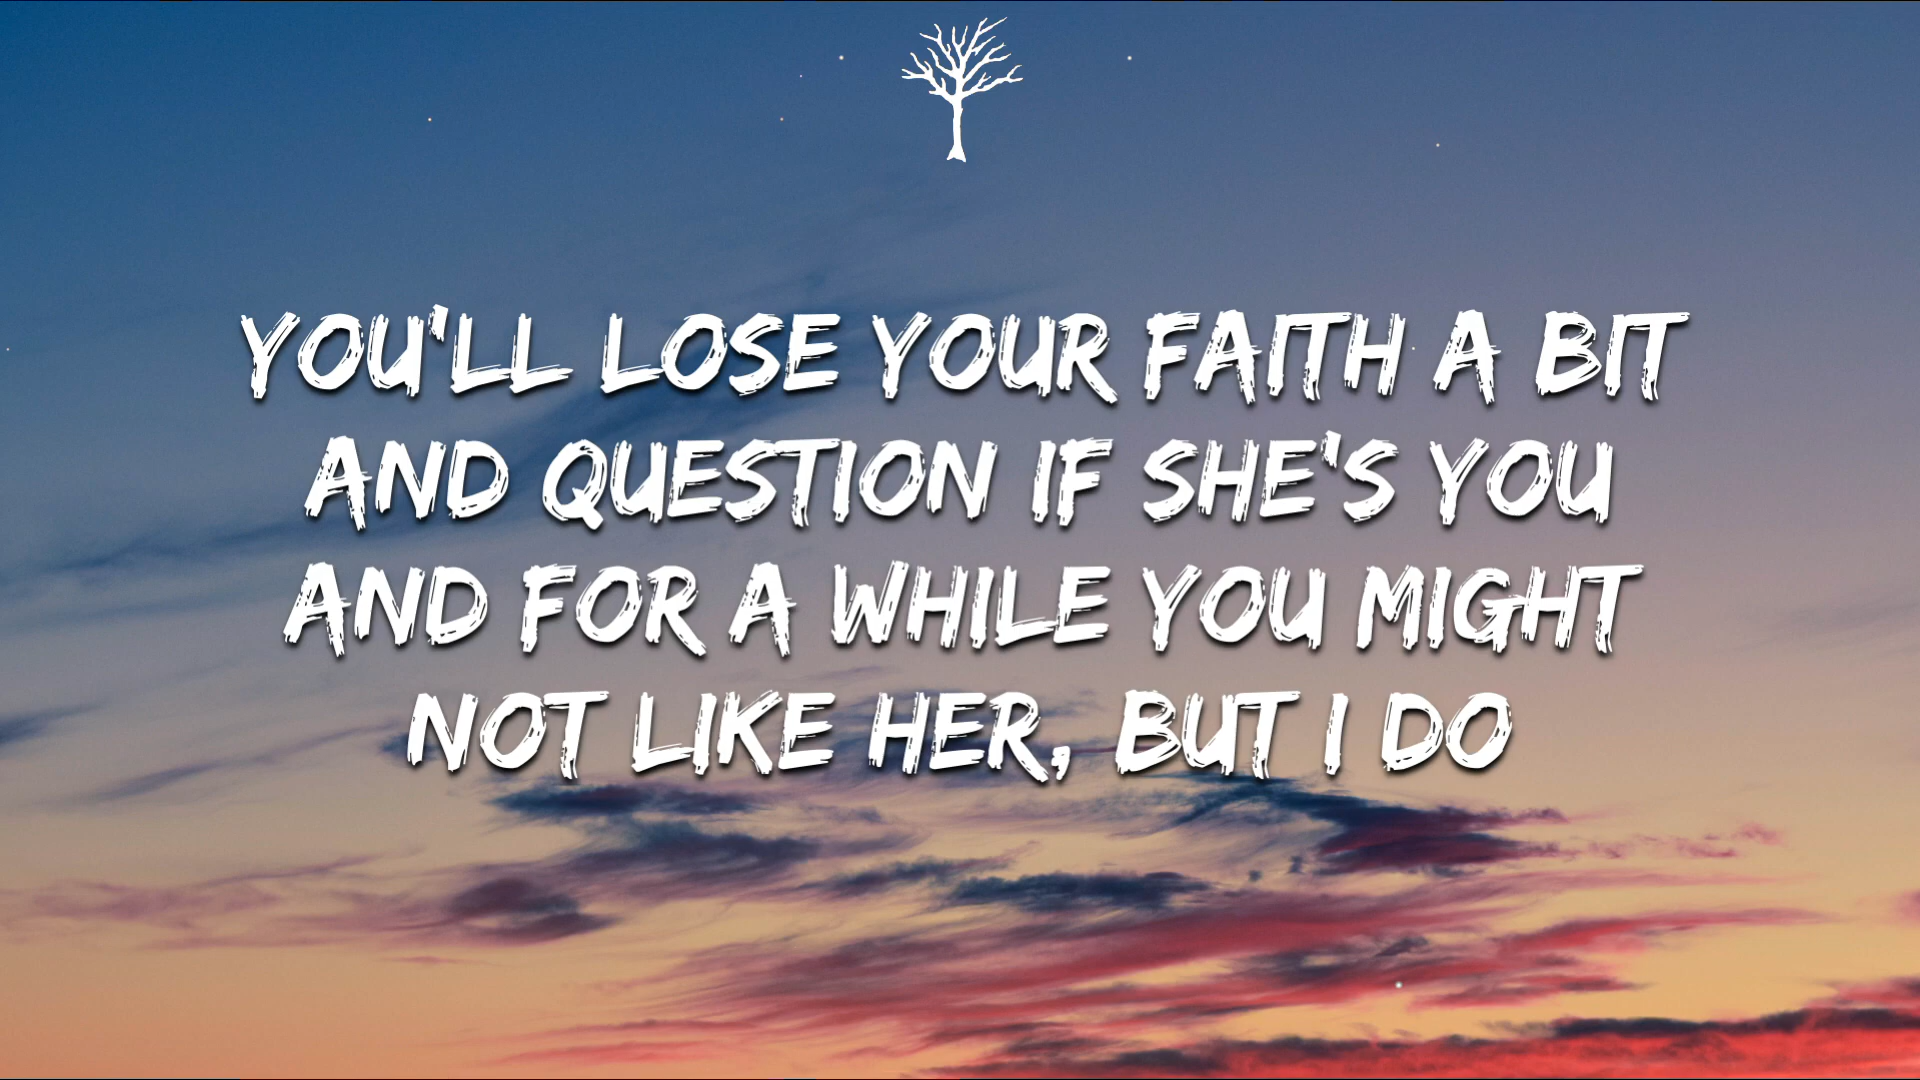 YOU'LL LOSE YOUR FAITH A BIT
AND QUESTION IF SHE'S YOU
AND FOR A WHILE YOU MIGHT
NOT LIKE HER, BUT I DO